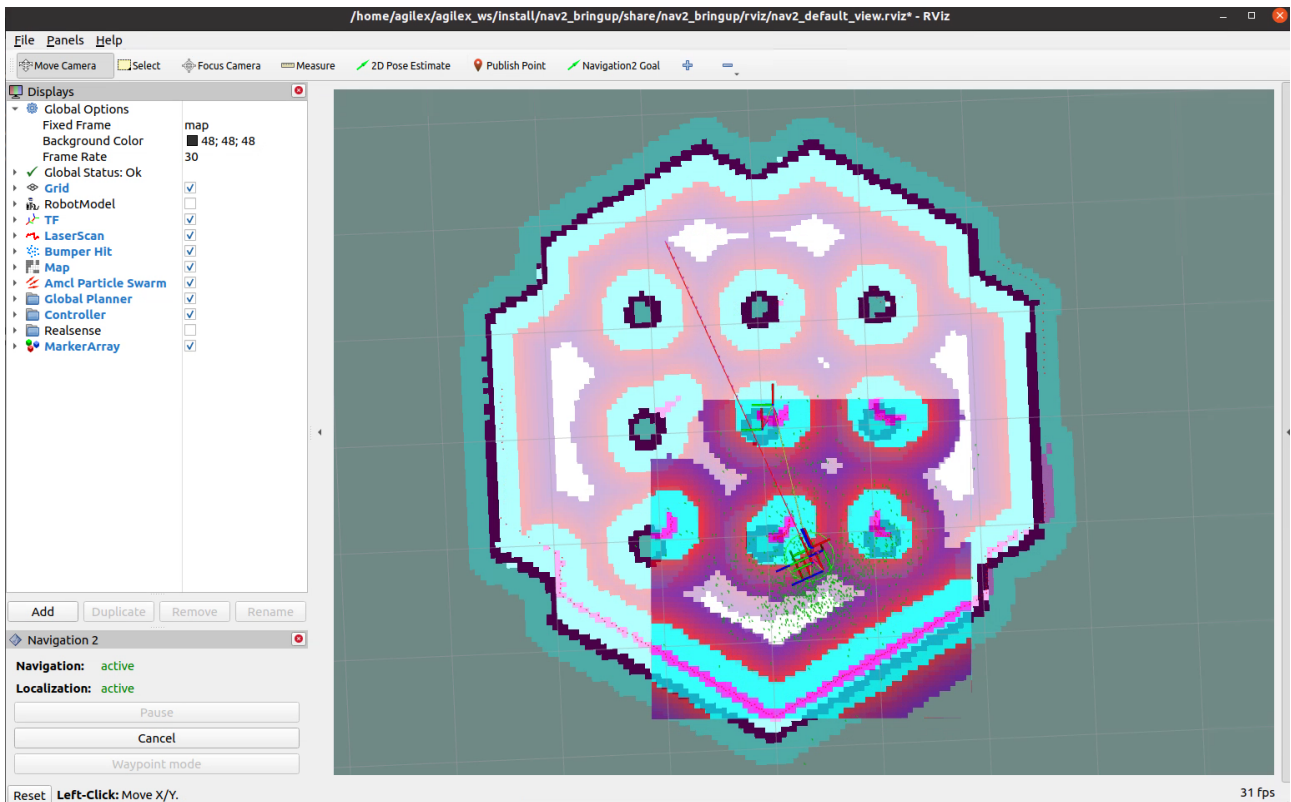 /home/agilex/agilex_ws/install/nav2_bringup/share/nav2_bringup/rviz/nav2_default_view.rviz* - RViz
File Panels Help
Move Camera Select Focus Camera Measure 2D Pose Estimate Publish Point Navigation2 Goal
Displays
Global Options
Fixed Frame map
Background Color 48; 48; 48
Frame Rate 30
Global Status: Ok
Grid
RobotModel
TF
LaserScan
Bumper Hit
Map
Amcl Particle Swarm
Global Planner
Controller
Realsense
MarkerArray
Add Duplicate Remove Rename
Navigation 2
Navigation: active
Localization: active
Pause
Cancel
Waypoint mode
Reset Left-Click: Move X/Y. 31 fps